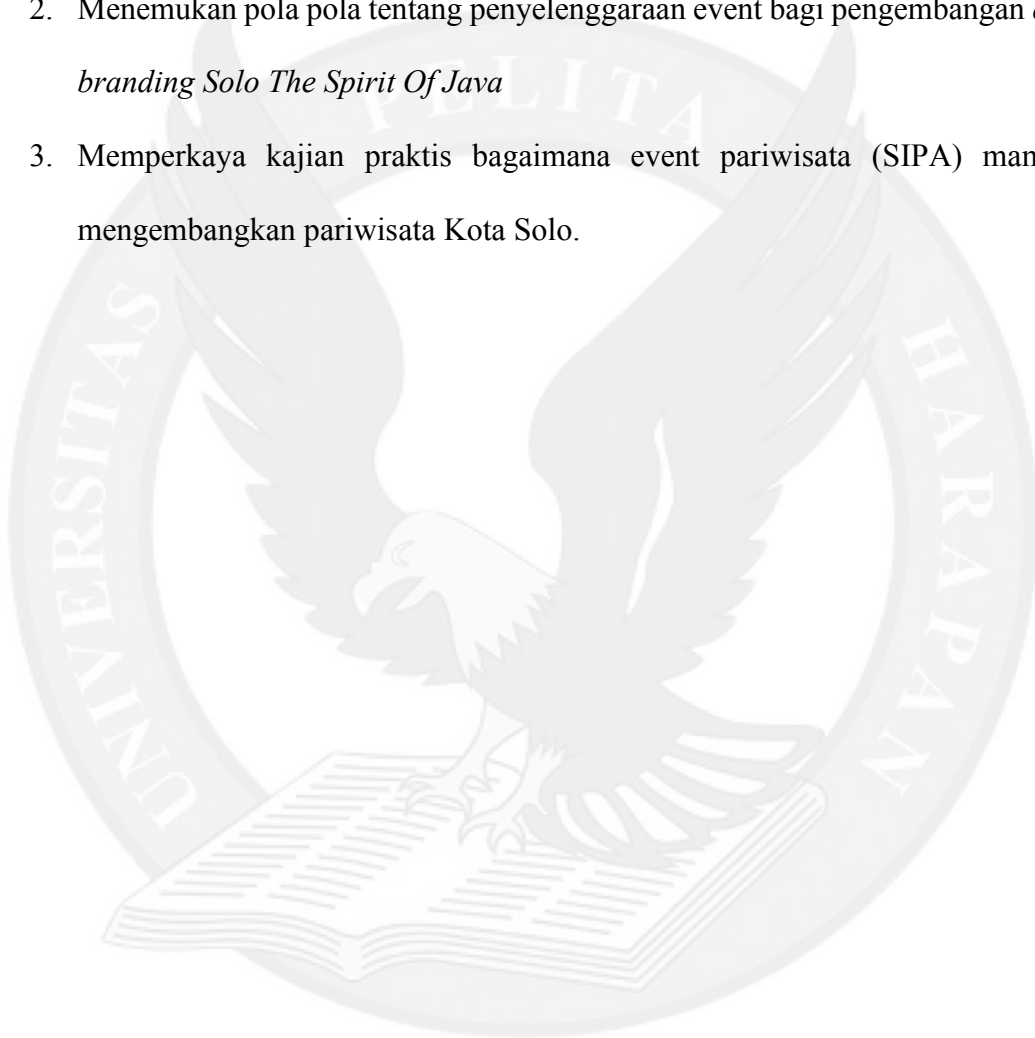 2. Menemukan pola pola tentang penyelenggaraan event bagi pengembangan
branding Solo The Spirit Of Java
3. Memperkaya kajian praktis bagaimana event pariwisata (SIPA)
mengembangkan pariwisata Kota Solo.
UNIVERSITAS PELITA HARAPAN